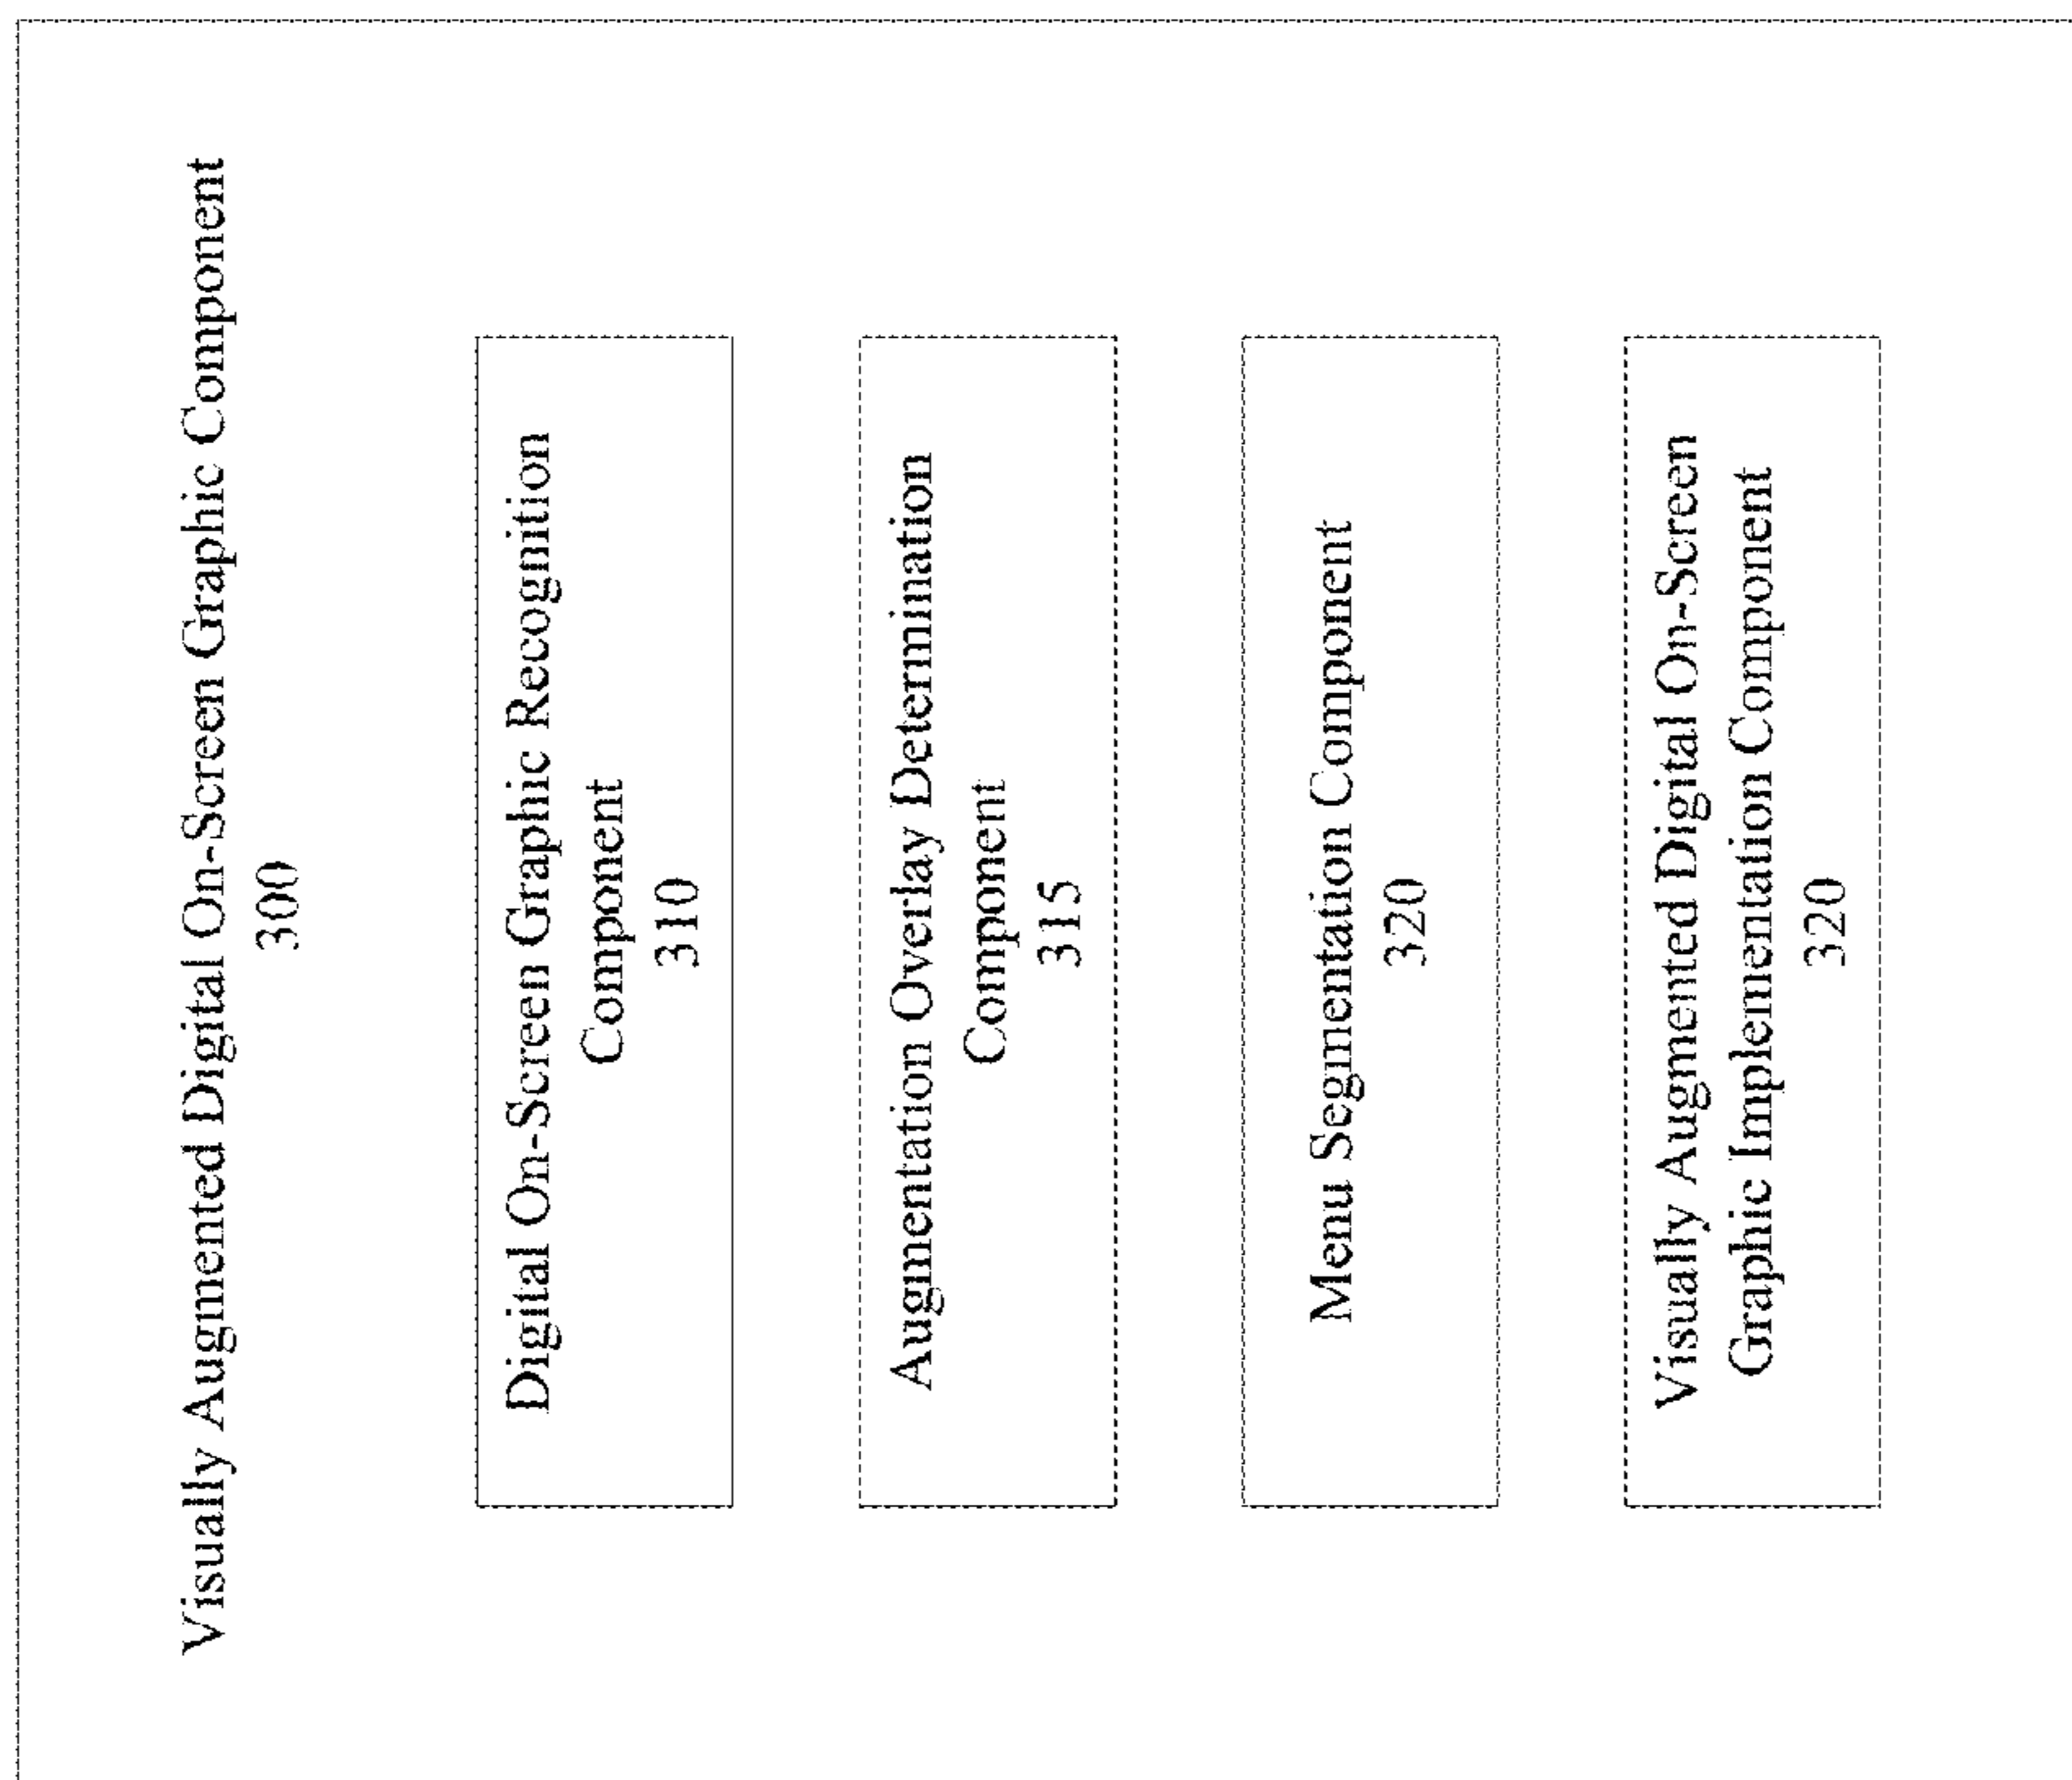 Visually Augmented Digital On-Screen Graphic Component
300
Digital On-Screen Graphic Recognition
Component
310
Augmentation Overlay Determination
Component
315
Menu Segmentation Component
320
Visually Augmented Digital On-Screen
Graphic Implementation Component
320